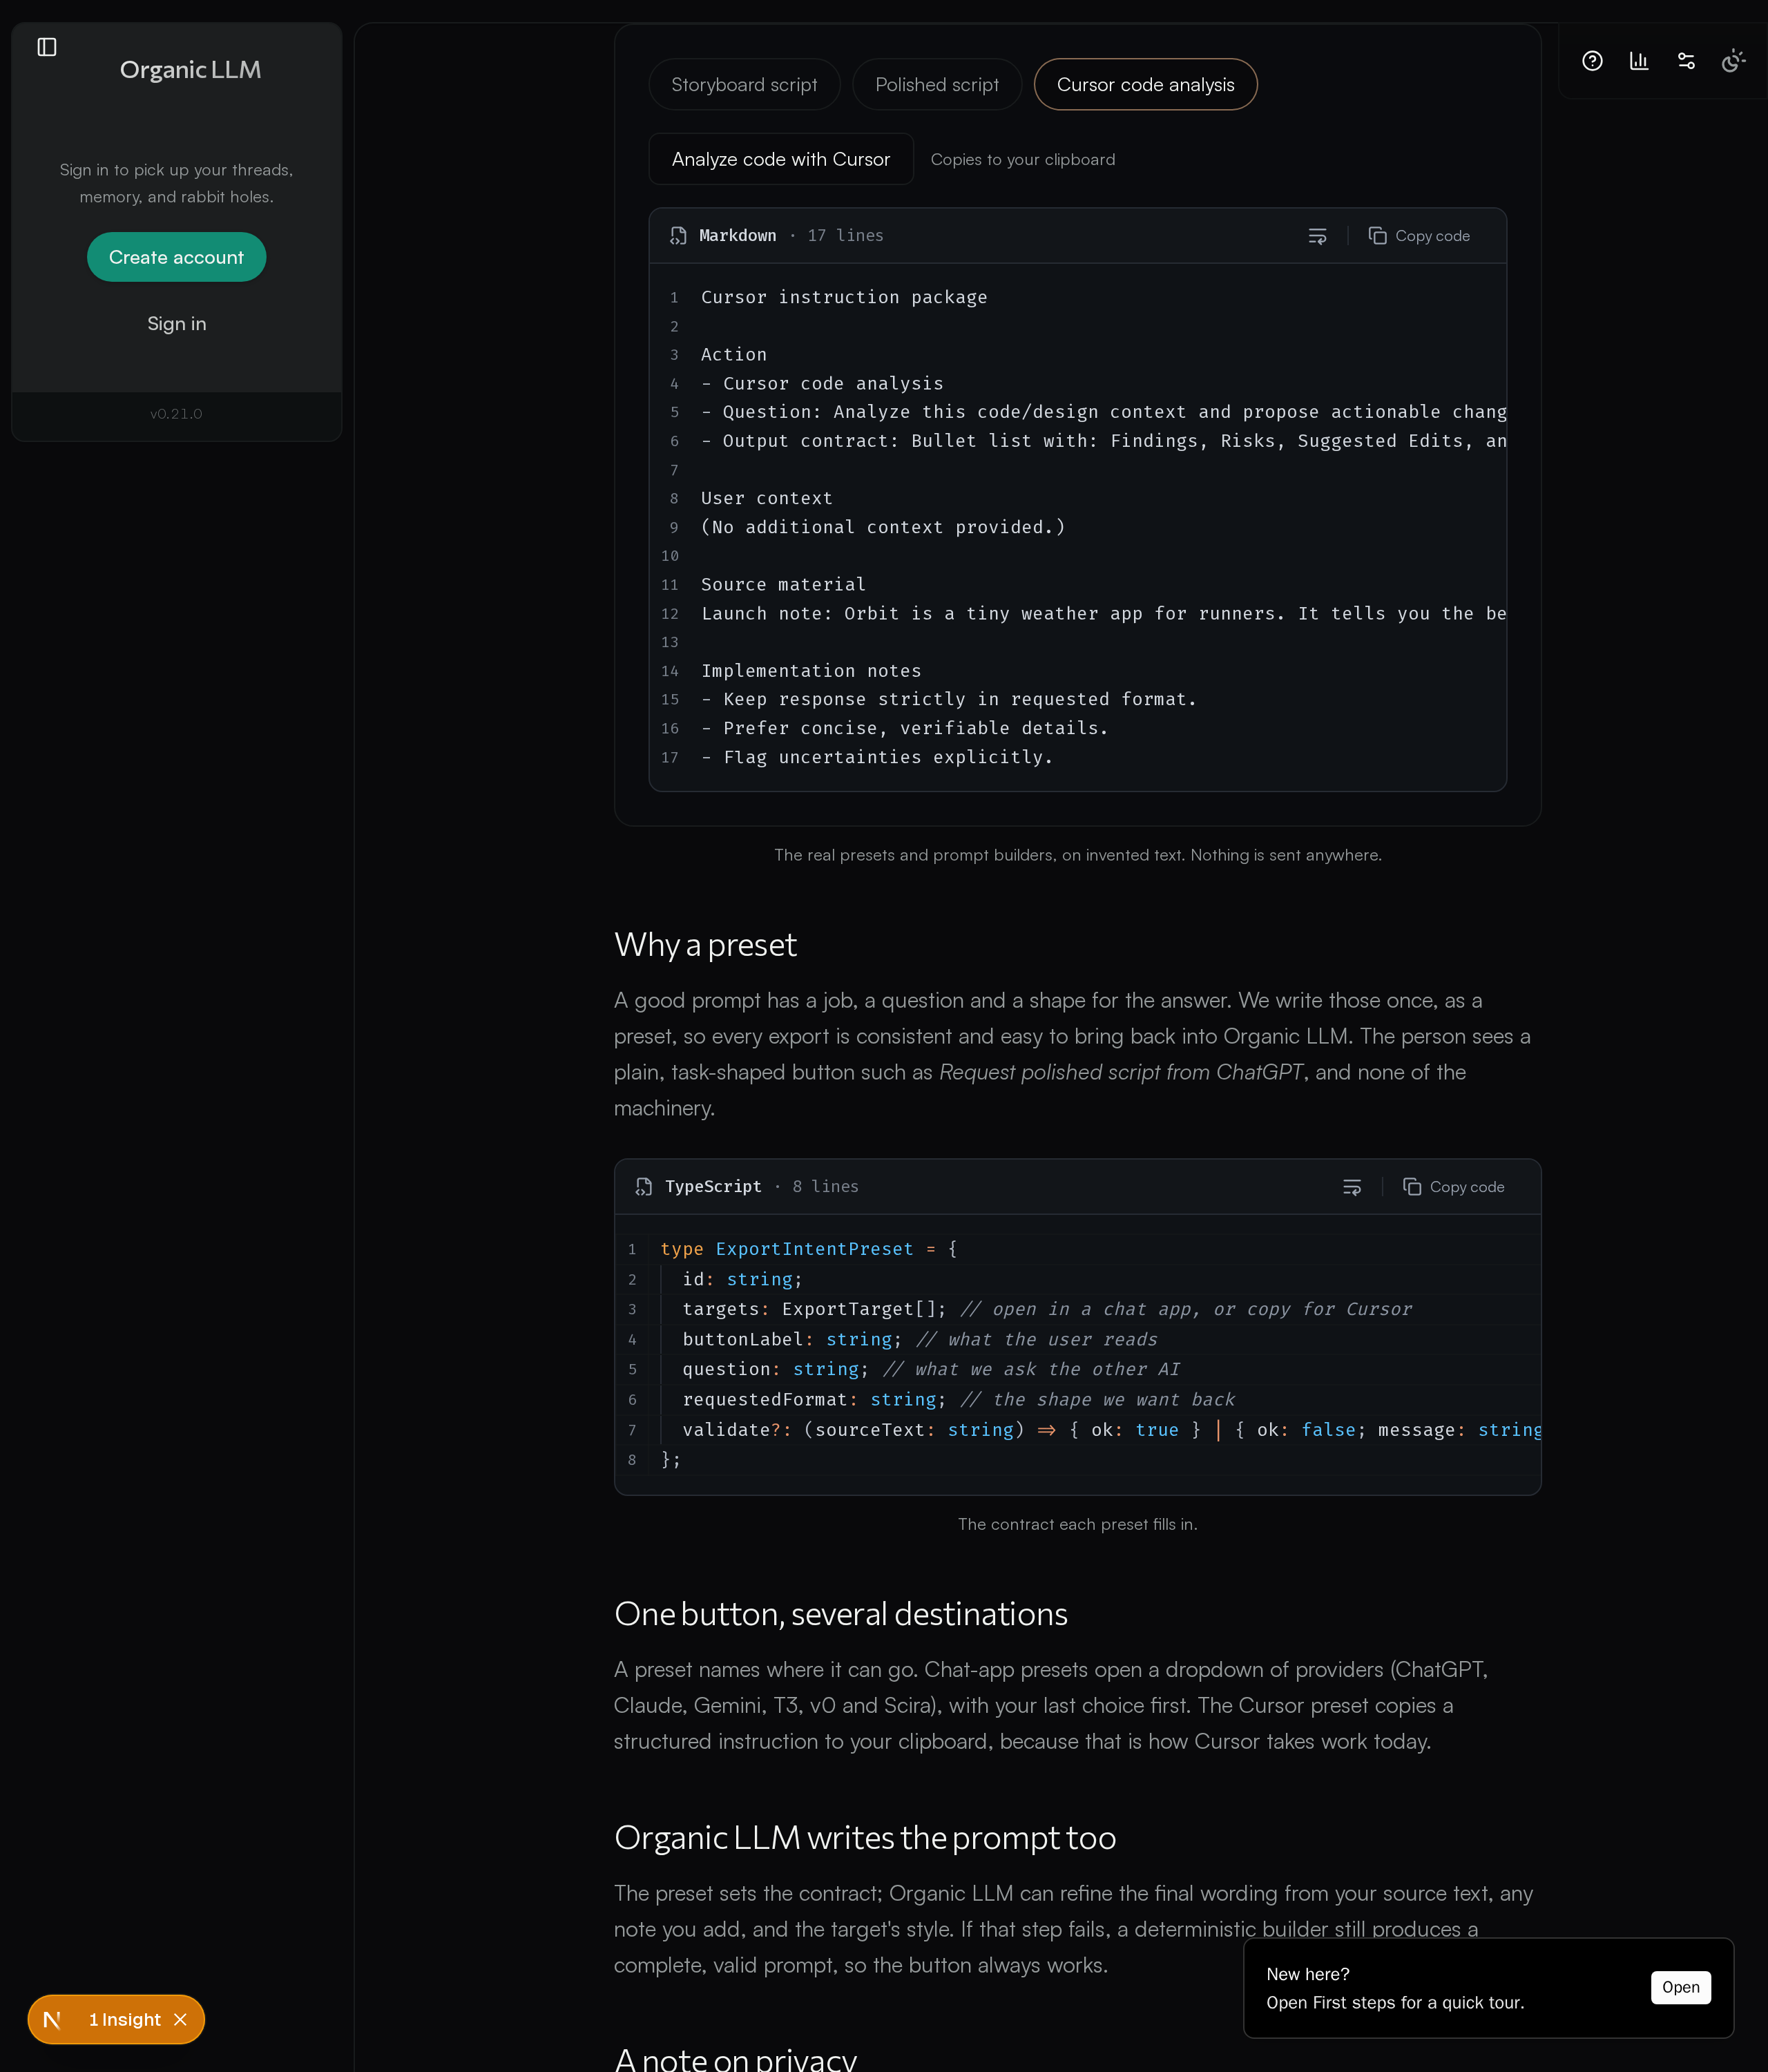 Organic LLM
Sign in to pick up your threads,
memory, and rabbit holes.
Create account
Sign in
v0.21.0
Storyboard script
Polished script
Cursor code analysis
Analyze code with Cursor
Copies to your clipboard
Markdown · 17 lines
Copy code
1 Cursor instruction package
2
3 Action
4 - Cursor code analysis
5 - Question: Analyze this code/design context and propose actionable chang
6 - Output contract: Bullet list with: Findings, Risks, Suggested Edits, an
7
8 User context
9 (No additional context provided.)
10
11 Source material
12 Launch note: Orbit is a tiny weather app for runners. It tells you the be
13
14 Implementation notes
15 - Keep response strictly in requested format.
16 - Prefer concise, verifiable details.
17 - Flag uncertainties explicitly.
The real presets and prompt builders, on invented text. Nothing is sent anywhere.
Why a preset
A good prompt has a job, a question and a shape for the answer. We write those once, as a
preset, so every export is consistent and easy to bring back into Organic LLM. The person sees a
plain, task-shaped button such as Request polished script from ChatGPT, and none of the
machinery.
TypeScript · 8 lines
Copy code
1 type ExportIntentPreset = {
2 id: string;
3 targets: ExportTarget[]; // open in a chat app, or copy for Cursor
4 buttonLabel: string; // what the user reads
5 question: string; // what we ask the other AI
6 requestedFormat: string; // the shape we want back
7 validate?: (sourceText: string) => { ok: true } | { ok: false; message: string
8 };
The contract each preset fills in.
One button, several destinations
A preset names where it can go. Chat-app presets open a dropdown of providers (ChatGPT,
Claude, Gemini, T3, v0 and Scira), with your last choice first. The Cursor preset copies a
structured instruction to your clipboard, because that is how Cursor takes work today.
Organic LLM writes the prompt too
The preset sets the contract; Organic LLM can refine the final wording from your source text, any
note you add, and the target's style. If that step fails, a deterministic builder still produces a
complete, valid prompt, so the button always works.
A note on privacy
New here?
Open First steps for a quick tour.
Open
1 Insight